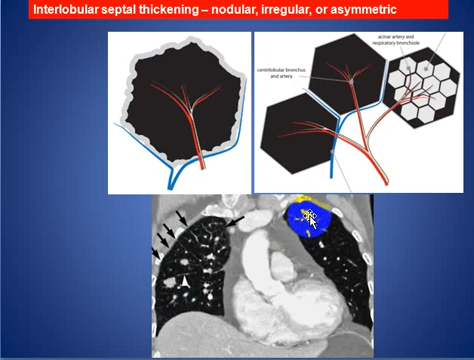 Interlobular septal thickening – nodular, irregular, or asymmetric
acinar artery and
respiratory bronchiole
centrilobular bronchus
and artery